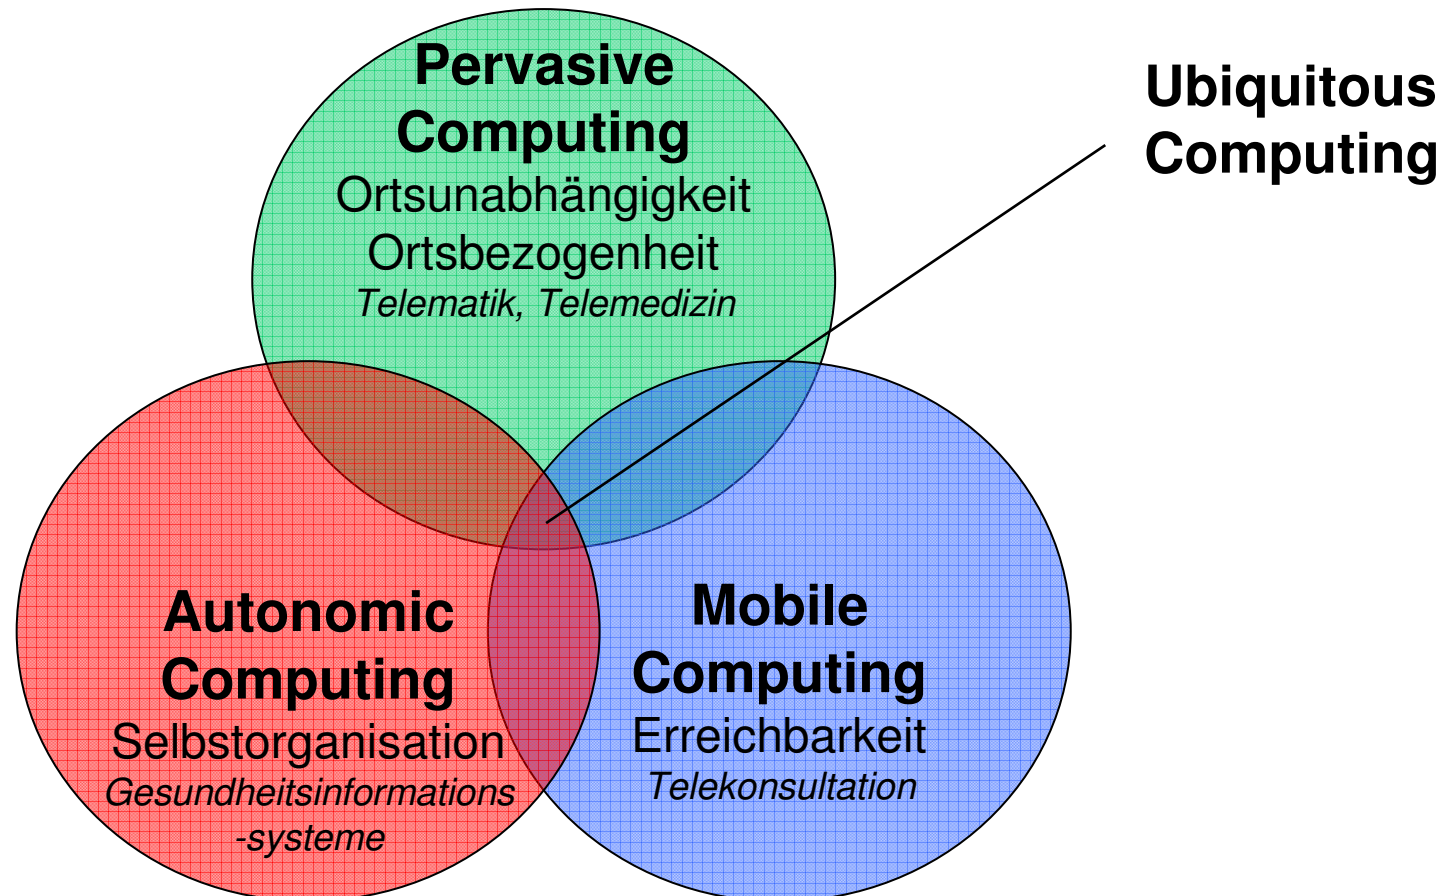 Pervasive
Computing
Ortsunabhängigkeit
Ortsbezogenheit
Telematik, Telemedizin
Ubiquitous
Computing
Autonomic
Computing
Selbstorganisation
Gesundheitsinformations
-systeme
Mobile
Computing
Erreichbarkeit
Telekonsultation